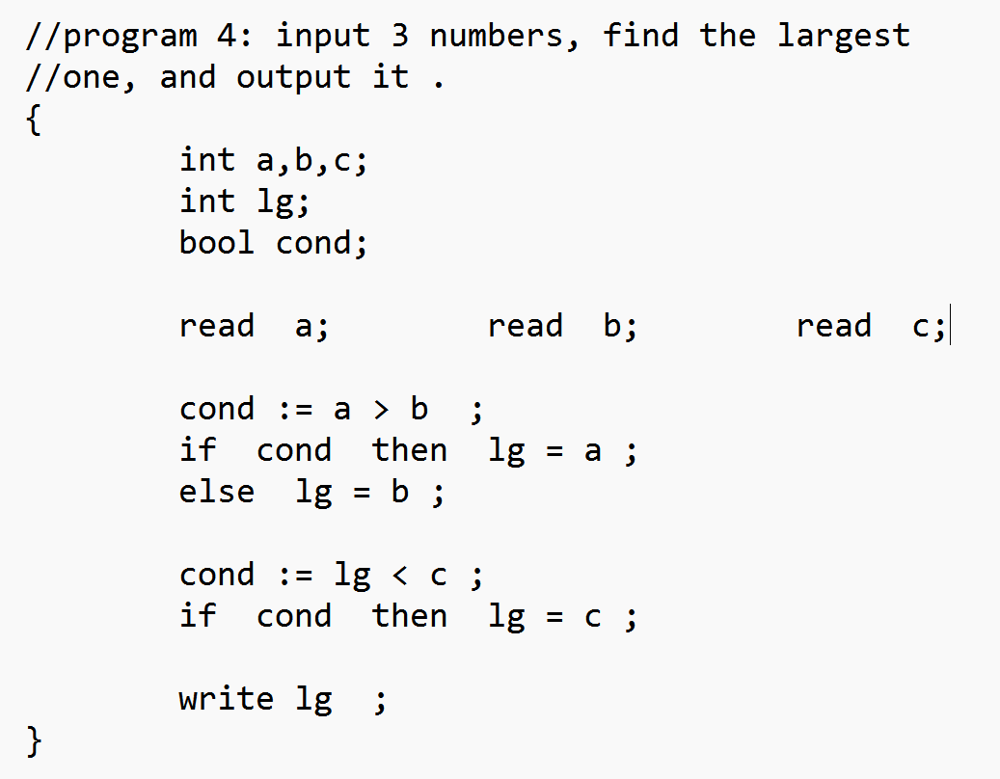 //program 4: input 3 numbers, find the largest
//one, and output it .
{
int a,b,c;
int lg;
bool cond;
read a; read b; read c;
cond := a > b ;
if cond then lg = a ;
else lg = b ;
cond := lg < c ;
if cond then lg = c ;
write lg ;
}